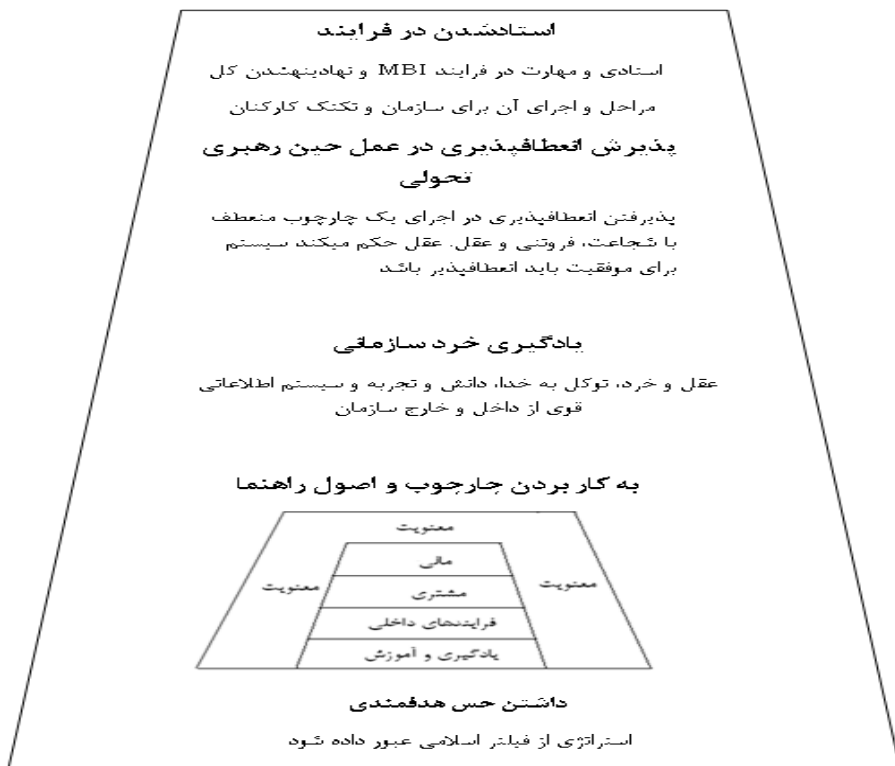 استادشدن در فرایند
استادی و مهارت در فرایند MBI و نهادینهشدن کل
مراحل و اجرای آن برای سازمان و تکتک کارکنان
پذیرش انعطافپذیری در عمل حین رهبری
تحولی
پذیرفتن انعطافپذیری در اجرای یک چارچوب منعطف
با شجاعت، فروتنی و عقل. عقل حکم میکند سیستم
برای موفقیت باید انعطافپذیر باشد
یادگیری خرد سازمانی
عقل و خرد، توکل به خدا، دانش و تجربه و سیستم اطلاعاتی
قوی از داخل و خارج سازمان
به کار بردن چارچوب و اصول راهنما
معنویت
مالی
معنویت
مشتری
معنویت
فرایندهای داخلی
یادگیری و آموزش
داشتن حس هدفمندی
استراتژی از فیلتر اسلامی عبور داده شود